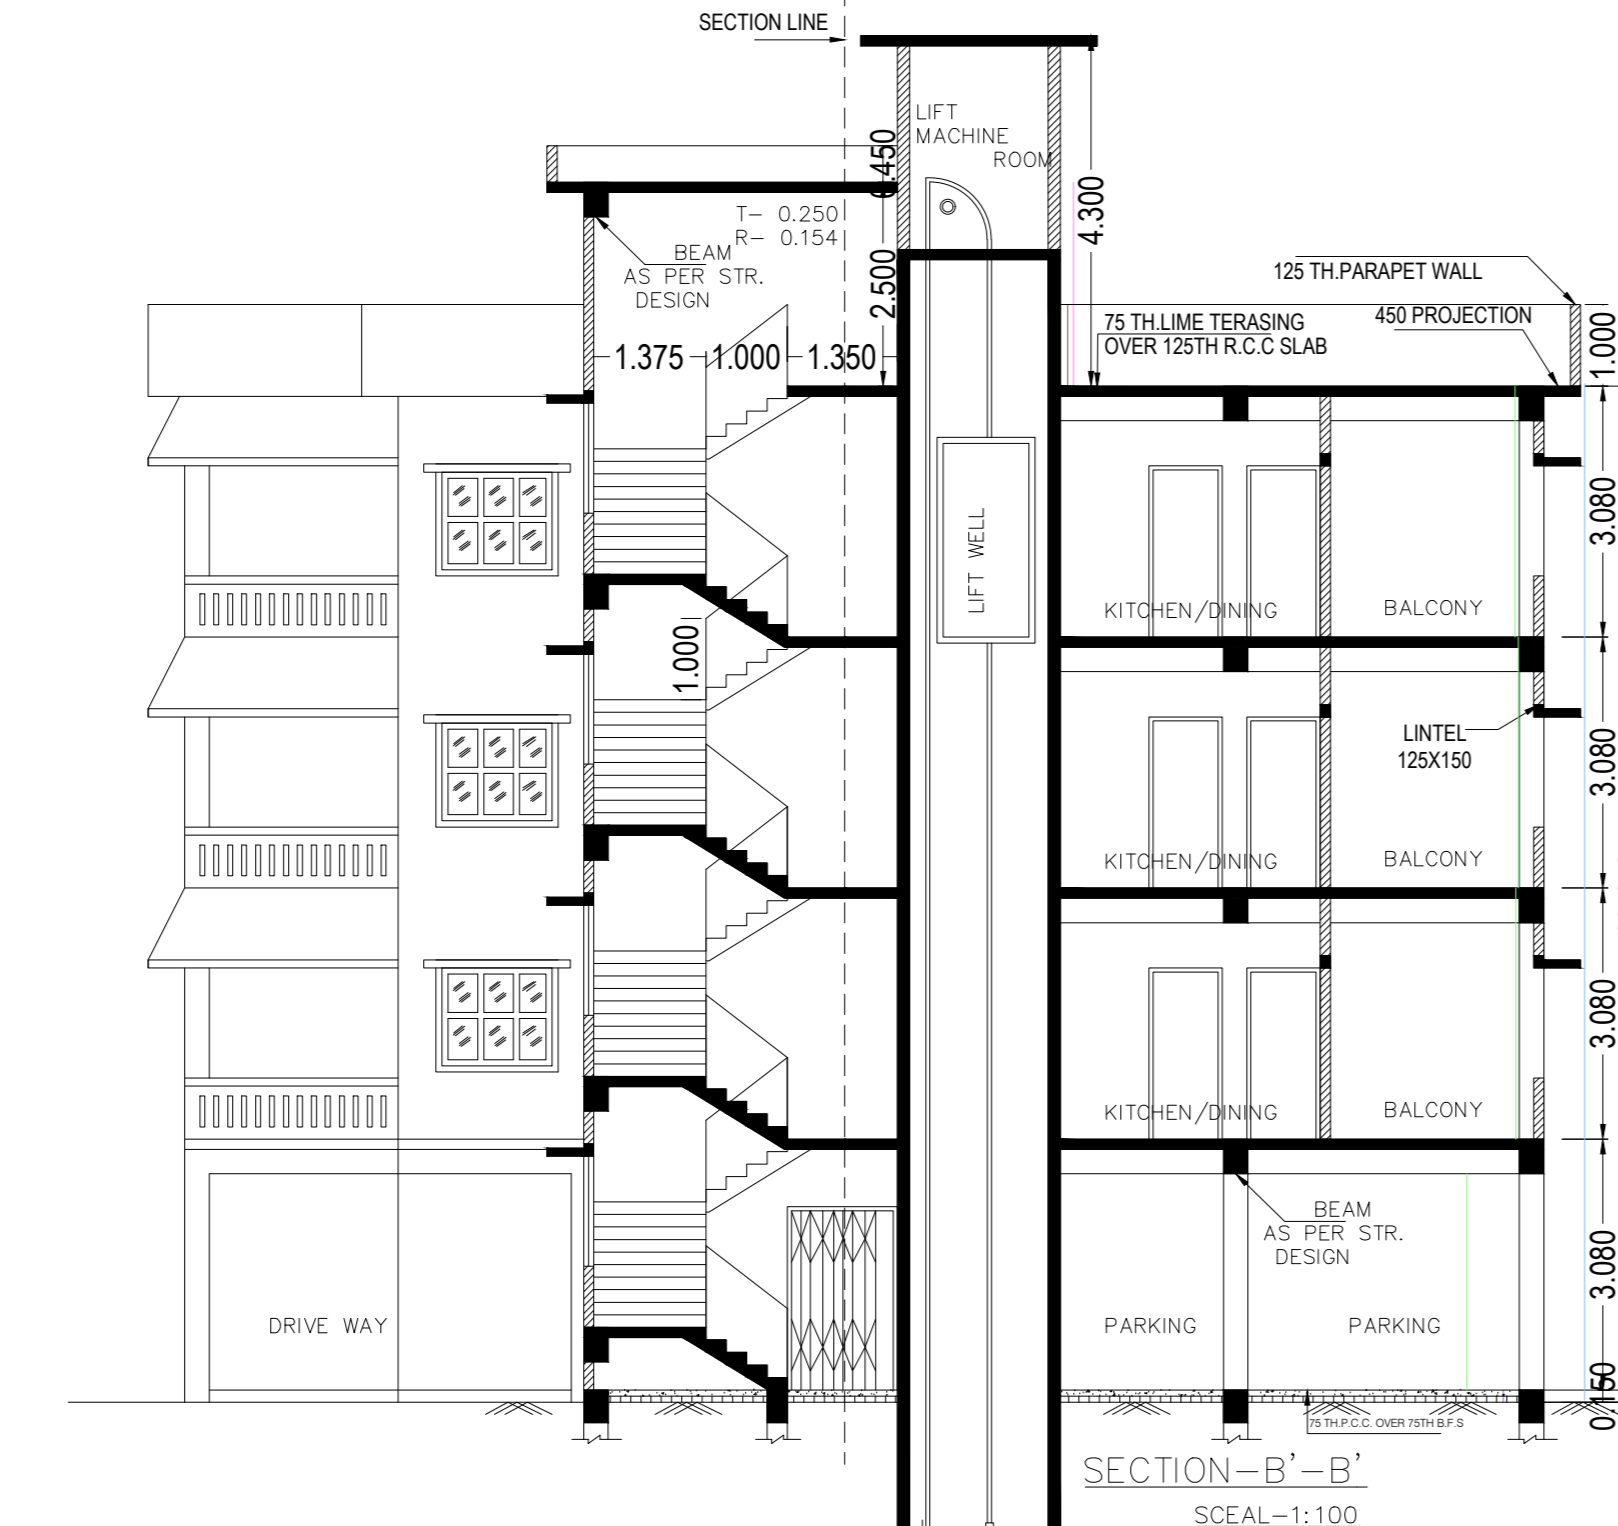 SECTION LINE
LIFT
MACHINE
ROOM
0.450
4.300
T- 0.250
R- 0.154
BEAM
AS PER STR.
DESIGN
2.500
125 TH.PARAPET WALL
75 TH.LIME TERASING
OVER 125TH R.C.C SLAB
450 PROJECTION
1.000
1.375
1.000
1.350
3.080
LIFT WELL
KITCHEN/DINING
BALCONY
1.000
LINTEL
125X150
3.080
KITCHEN/DINING
BALCONY
3.080
KITCHEN/DINING
BALCONY
BEAM
AS PER STR.
DESIGN
3.080
DRIVE WAY
PARKING
PARKING
0.150
75 TH.P.C.C. OVER 75TH B.F.S
SECTION-B'-B'
SCEAL-1:100